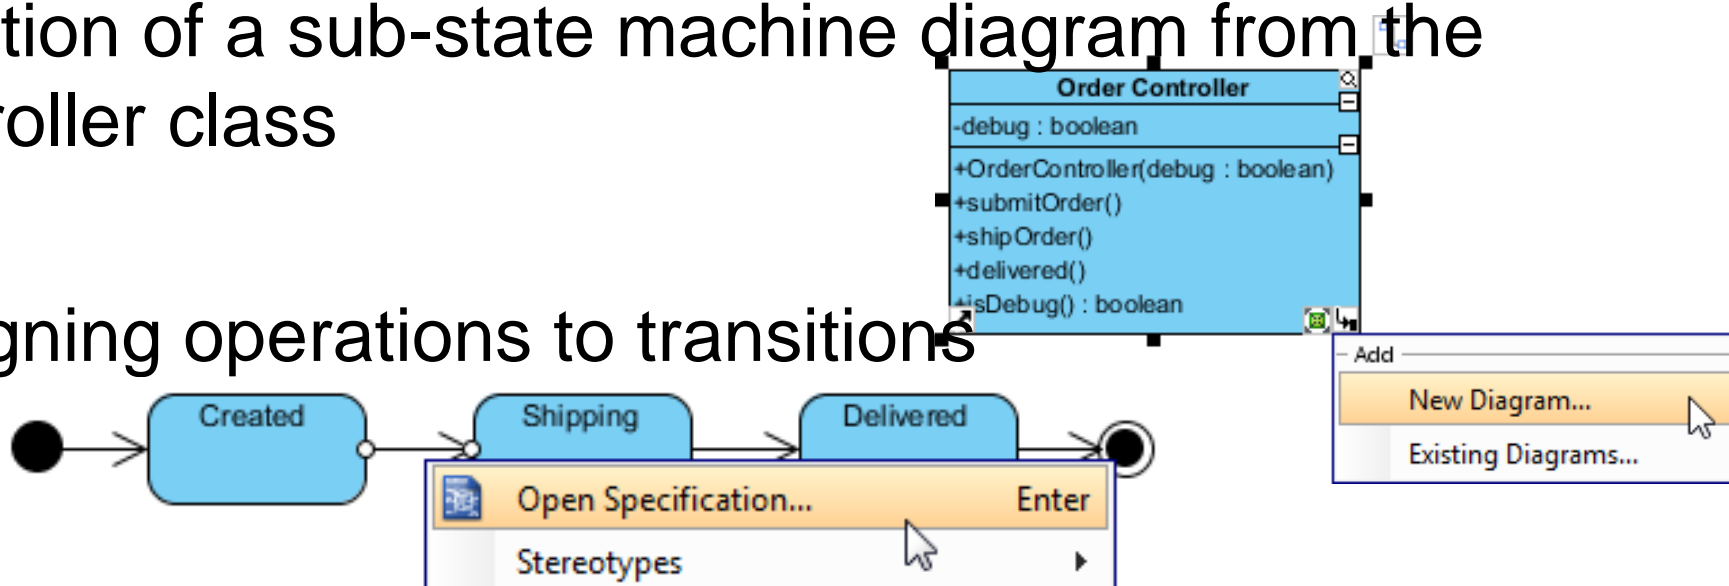 tion of a sub-state machine diagram from the
roller class
Order Controller
-debug : boolean
+OrderController(debug : boolean)
+submitOrder()
+shipOrder()
+delivered()
+isDebug() : boolean
gning operations to transitions
Add
New Diagram...
Existing Diagrams...
Created
Shipping
Delivered
Open Specification... Enter
Stereotypes